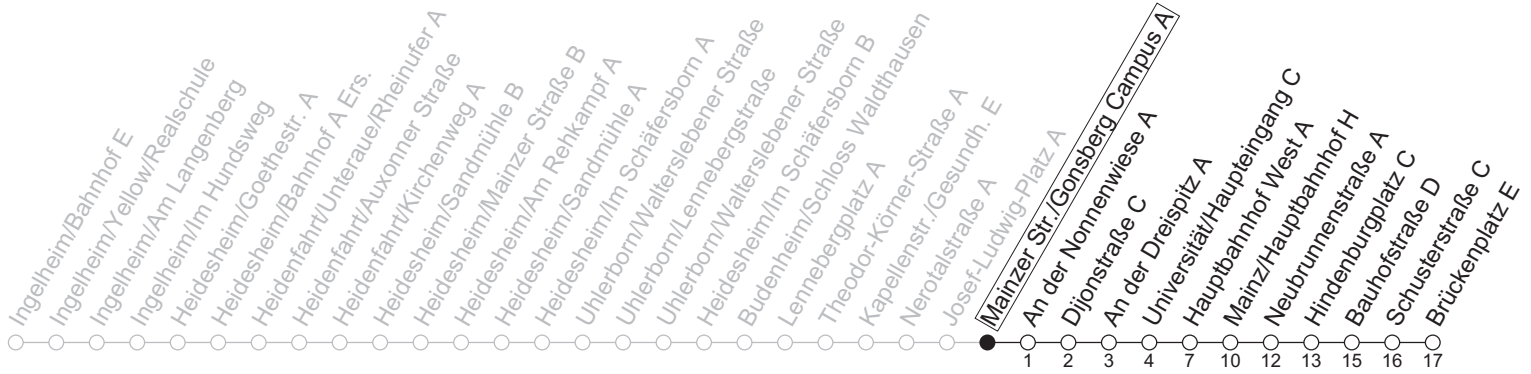 Ingelheim/Bahnhof E
Ingelheim/Yellow/Realschule
Ingelheim/Am Langenberg
Ingelheim/Im Hundsweg
Heidesheim/Goethestr. A
Heidesheim/Bahnhof A Ers.
Heidenfahrt/Unteraue/Rheinufer A
Heidenfahrt/Auxonner Straße
Heidenfahrt/Kirchenweg A
Heidesheim/Sandmühle B
Heidesheim/Mainzer Straße B
Heidesheim/Am Rehkampf A
Heidesheim/Sandmühle A
Heidesheim/Im Schäfersborn A
Uhlerborn/Walterslebener Straße
Uhlerborn/Lennebergstraße
Uhlerborn/Walterslebener Straße
Heidesheim/Im Schäfersborn B
Budenheim/Schloss Waldthausen
Lennebergplatz A
Theodor-Körner-Straße A
Kapellenstr./Gesundh. E
Nerotalstraße A
Josef-Ludwig-Platz A
Mainzer Str./Gonsberg Campus A
An der Nonnenwiese A
Dijonstraße C
An der Dreispitz A
Universität/Haupteingang C
Hauptbahnhof West A
Mainz/Hauptbahnhof H
Neubrunnenstraße A
Hindenburgplatz C
Bauhofstraße D
Schusterstraße C
Brückenplatz E
1 2 3 4 7 10 12 13 15 16 17